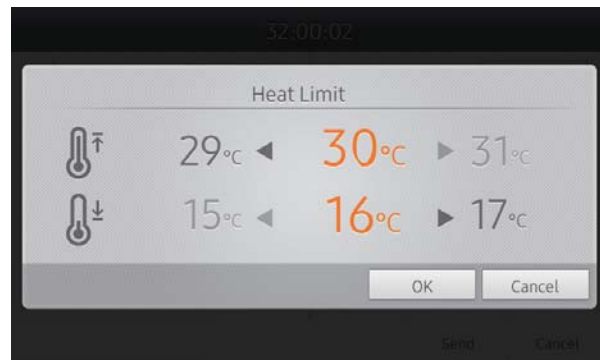 32:00:02
Heat Limit
29°C ◀ 30°C ▶ 31°C
15°C ◀ 16°C ▶ 17°C
OK Cancel
Send Cancel